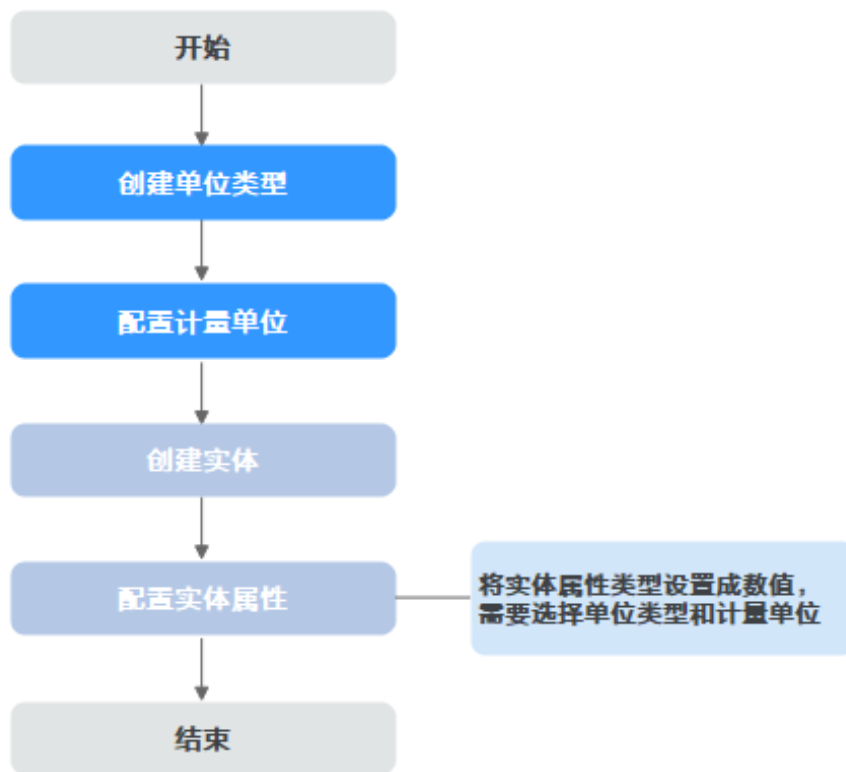 开始
创建单位类型
配置计量单位
创建实体
配置实体属性
将实体属性类型设置成数值，
需要选择单位类型和计量单位
结束